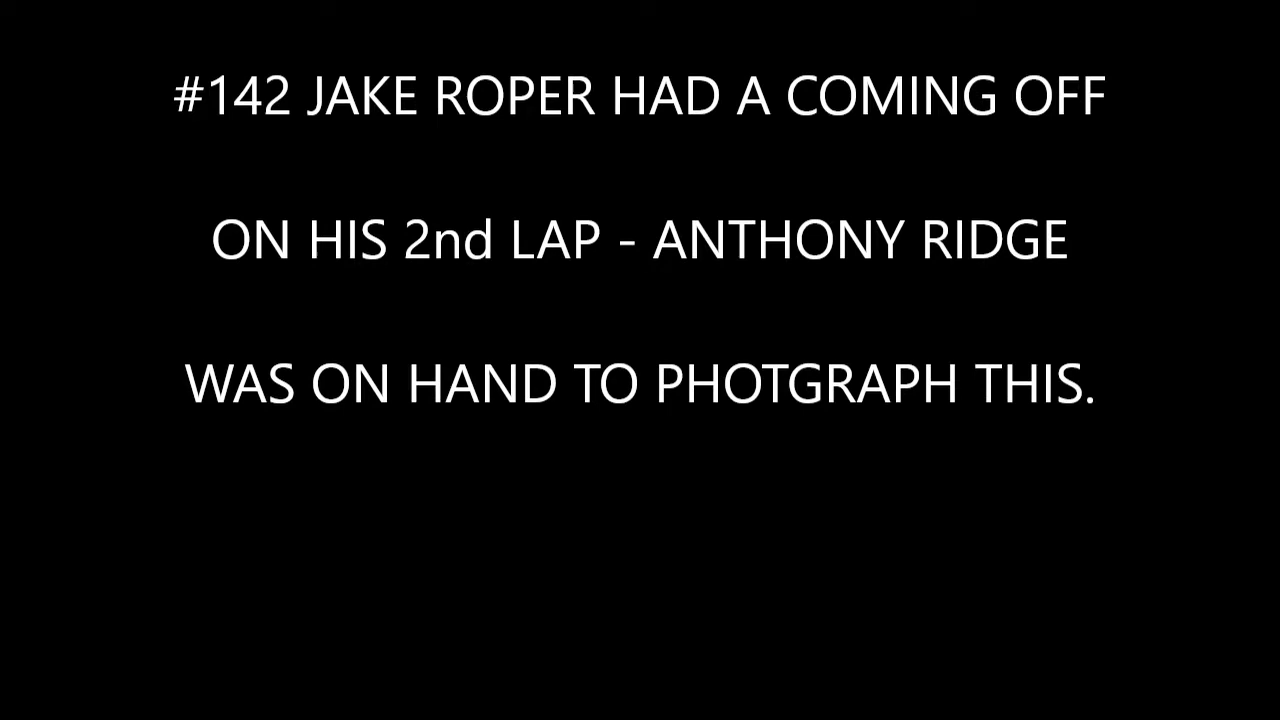 #142 JAKE ROPER HAD A COMING OFF
ON HIS 2nd LAP - ANTHONY RIDGE
WAS ON HAND TO PHOTGRAPH THIS.